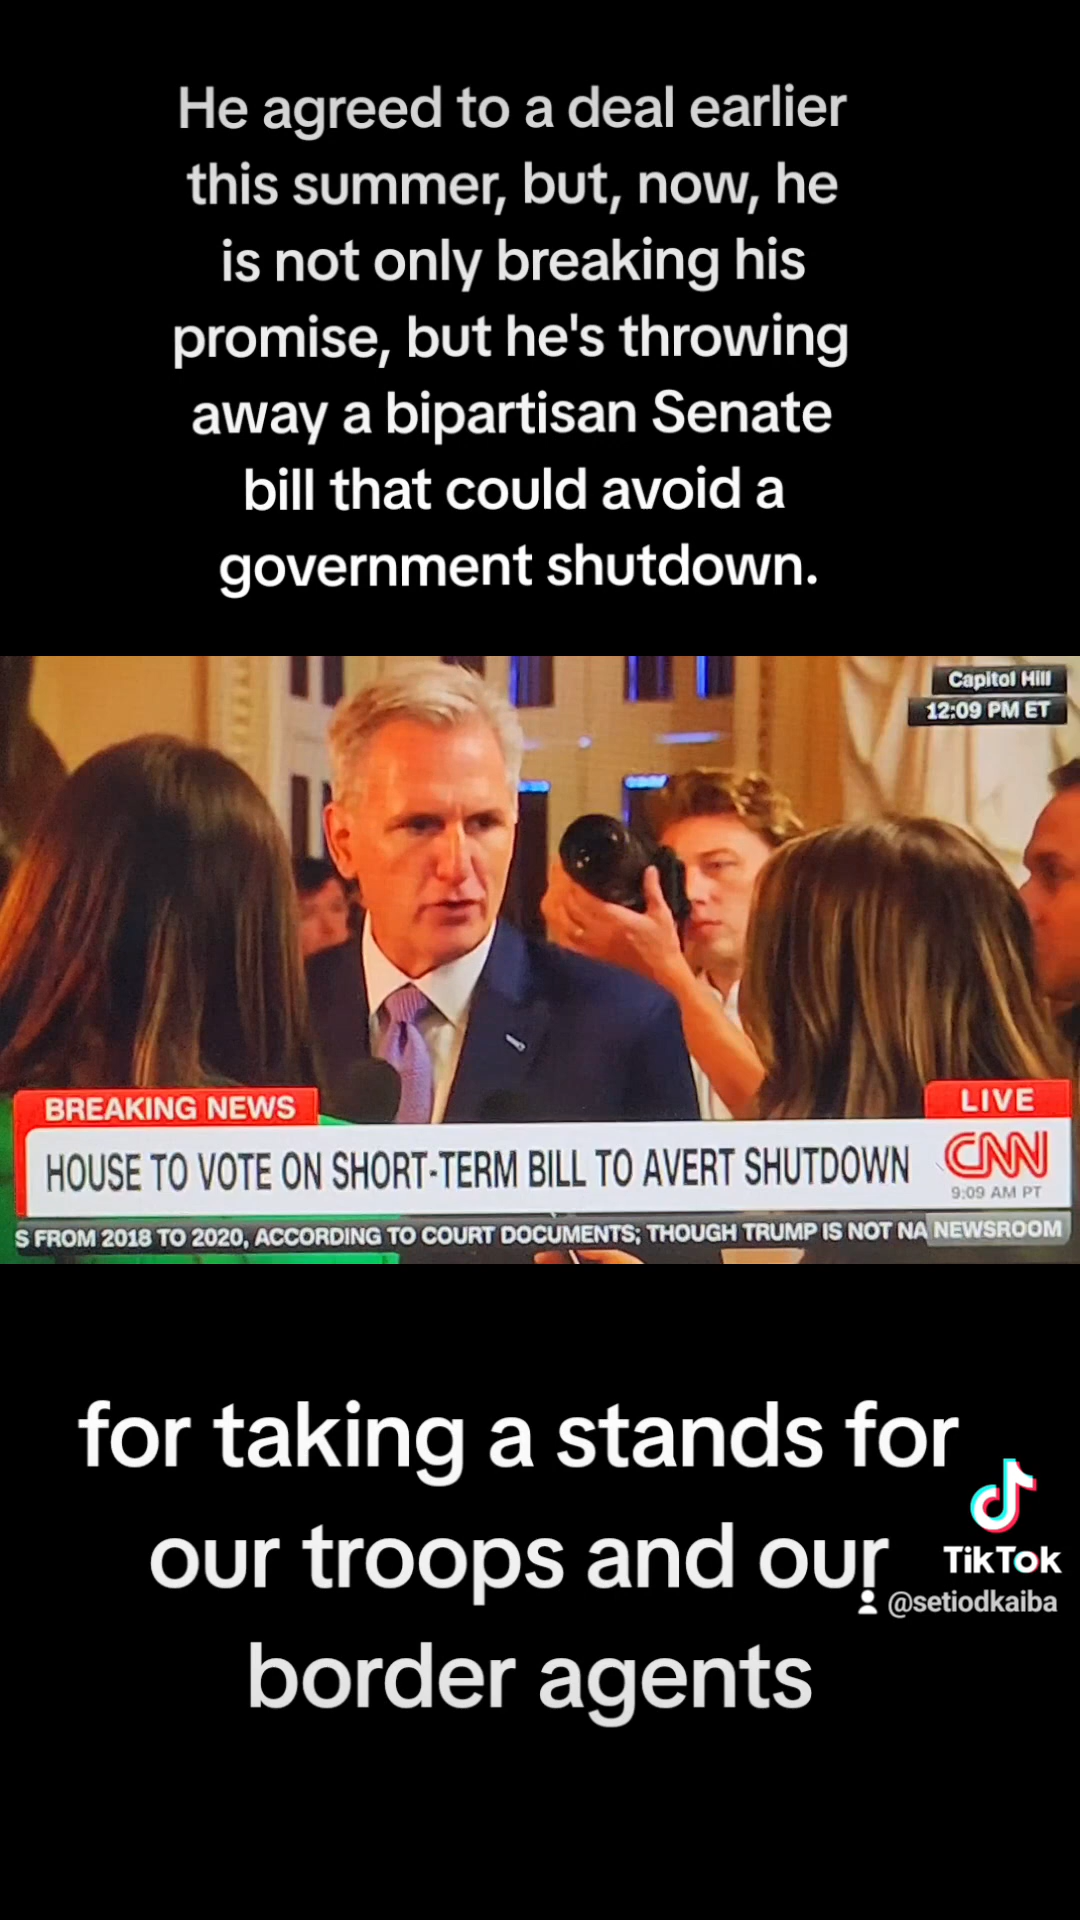 He agreed to a deal earlier
this summer, but, now, he
is not only breaking his
promise, but he's throwing
away a bipartisan Senate
bill that could avoid a
government shutdown.
Capitol Hill
12:09 PM ET
BREAKING NEWS
LIVE
HOUSE TO VOTE ON SHORT-TERM BILL TO AVERT SHUTDOWN
CNN
9:09 AM PT
S FROM 2018 TO 2020, ACCORDING TO COURT DOCUMENTS; THOUGH TRUMP IS NOT NA
NEWSROOM
for taking a stands for
our troops and our
border agents
TikTok
@setiodkaiba